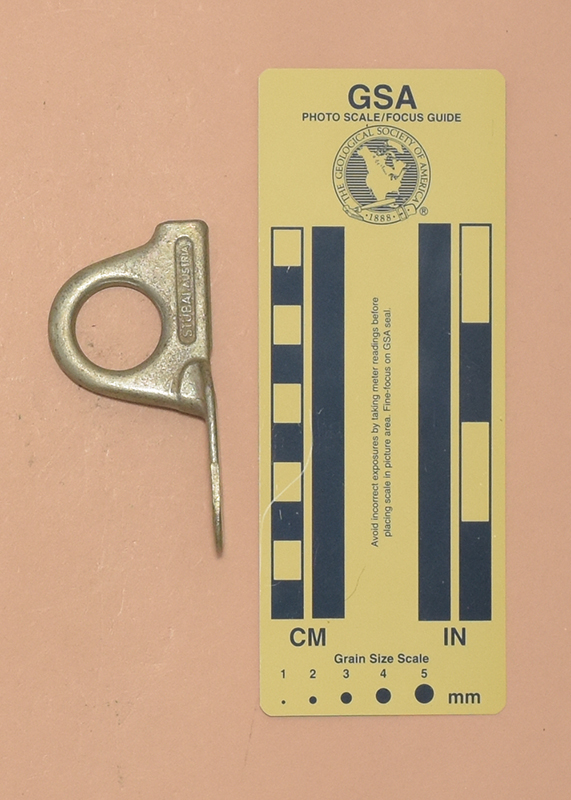 GSA
PHOTO SCALE/FOCUS GUIDE
THE GEOLOGICAL SOCIETY OF AMERICA
·1888·
®
STUBAI AUSTRIA
Avoid incorrect exposures by taking meter readings before
placing scale in picture area. Fine-focus on GSA seal.
CM
IN
Grain Size Scale
1 2 3 4 5
mm